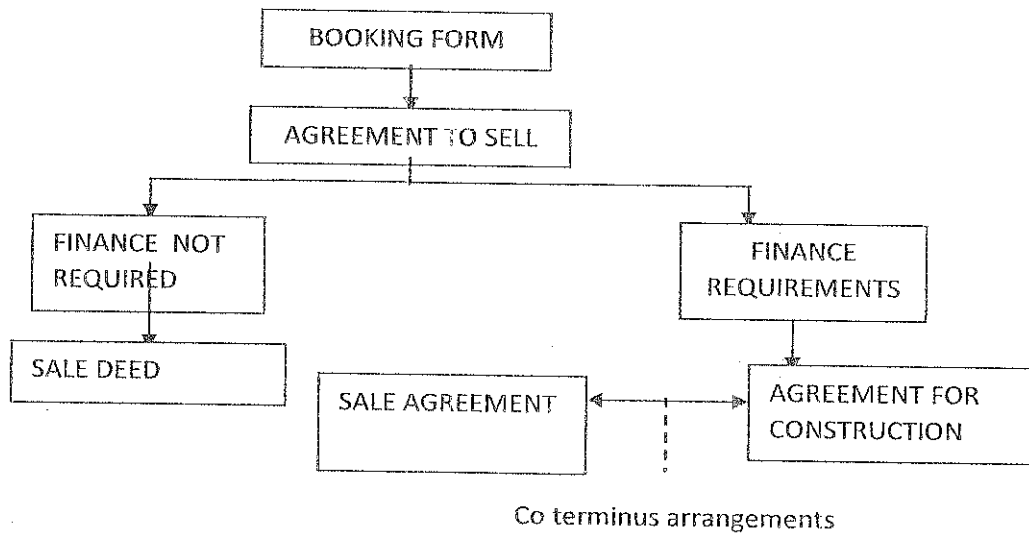 BOOKING FORM
AGREEMENT TO SELL
FINANCE NOT
REQUIRED
FINANCE
REQUIREMENTS
SALE DEED
SALE AGREEMENT
AGREEMENT FOR
CONSTRUCTION
Co terminus arrangements